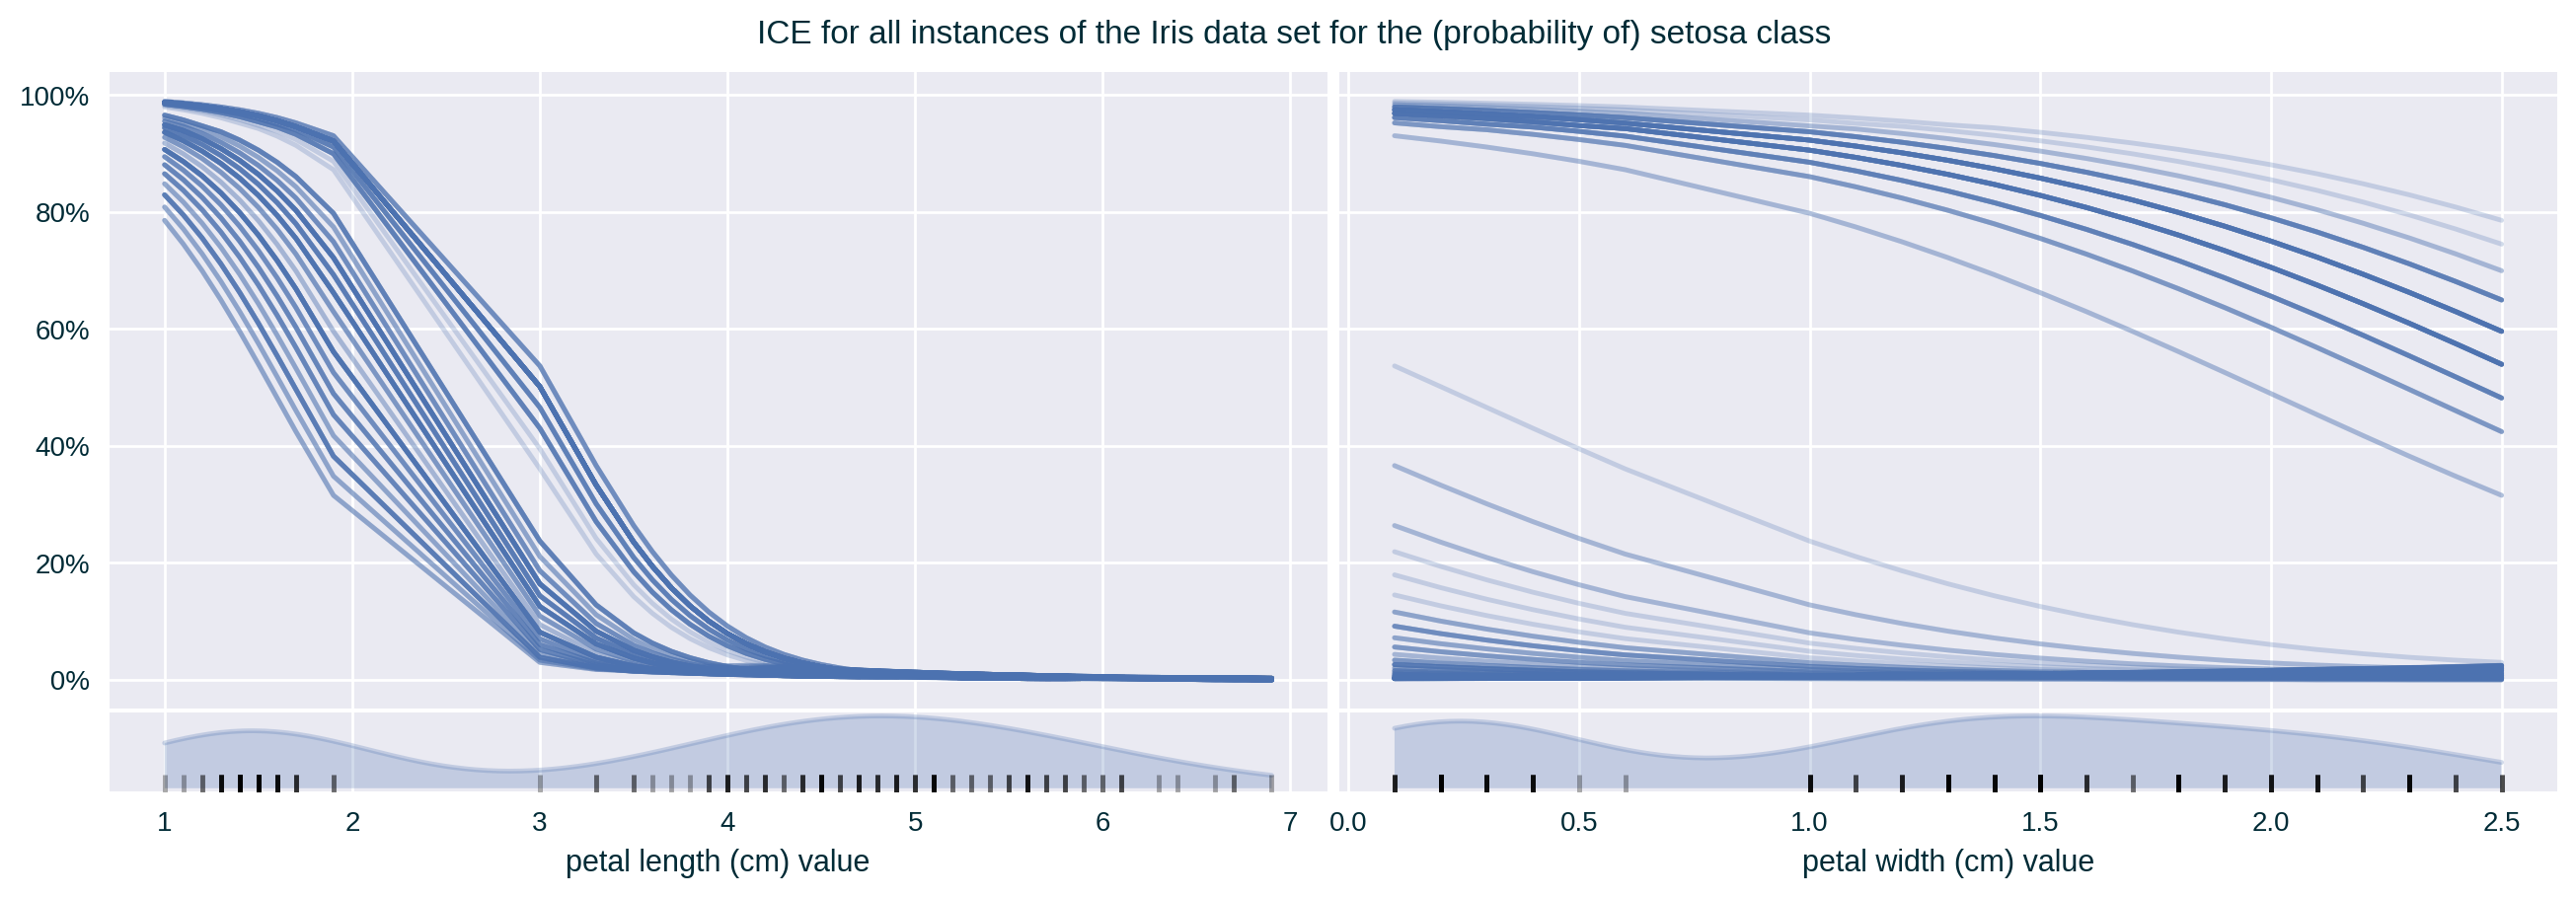 ICE for all instances of the Iris data set for the (probability of) setosa class
100%
80%
60%
40%
20%
0%
1 2 3 4 5 6 7
0.0 0.5 1.0 1.5 2.0 2.5
petal length (cm) value
petal width (cm) value